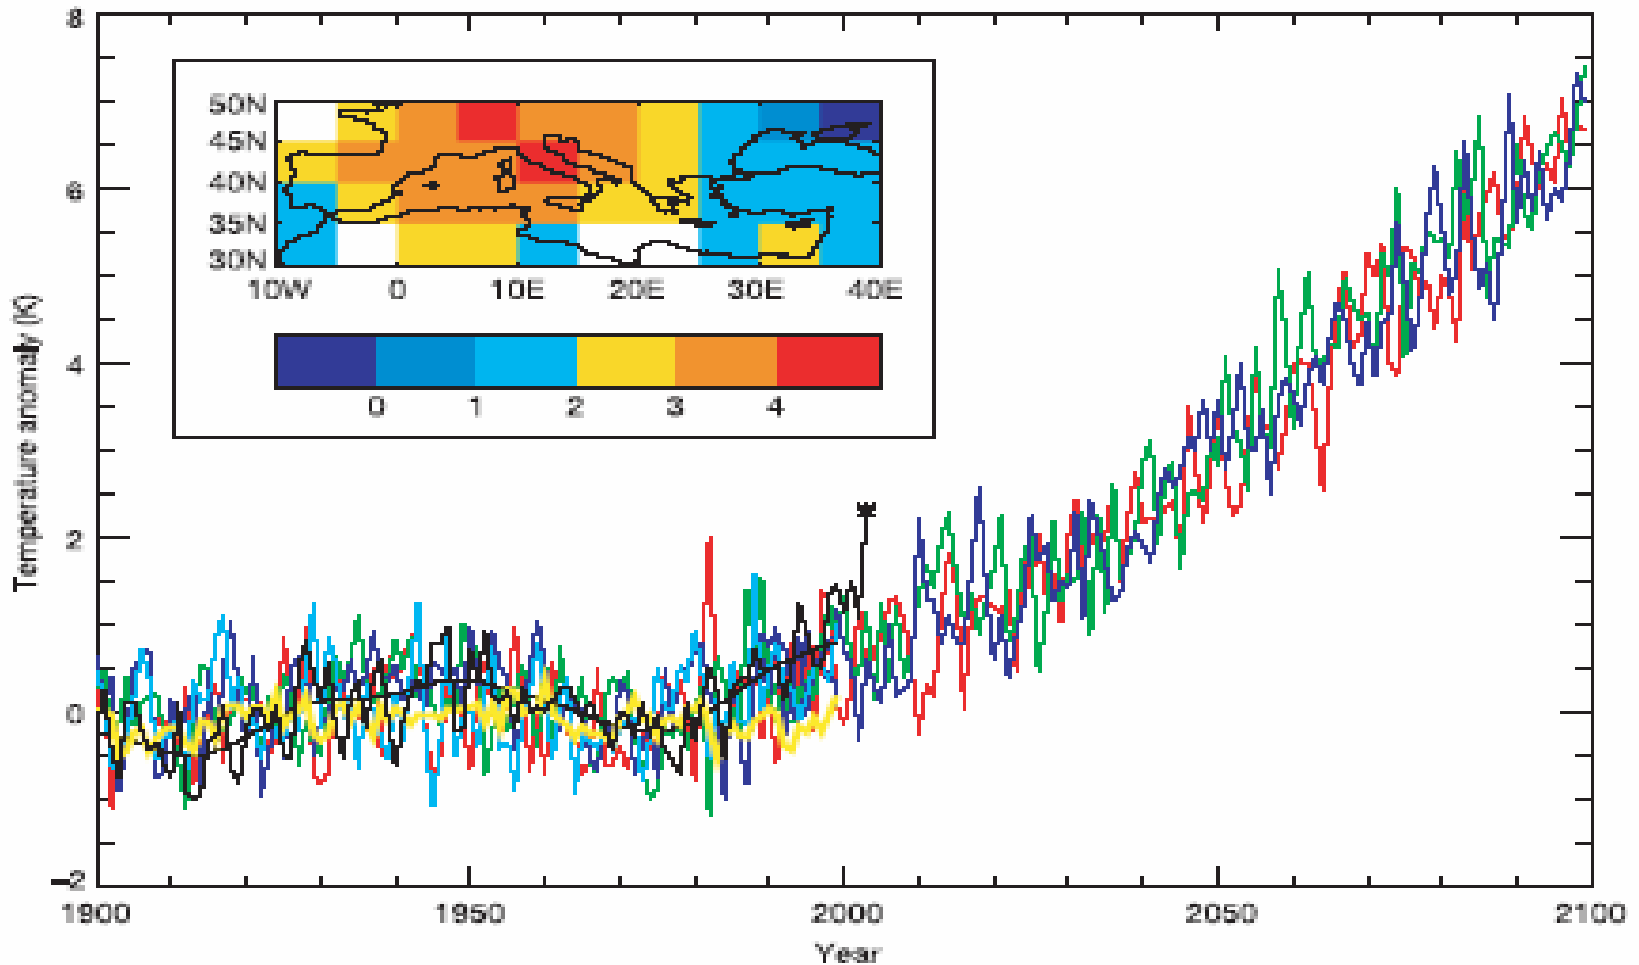 8
6
4
2
0
−2
Temperature anomaly (K)
50N
45N
40N
35N
30N
10W 0 10E 20E 30E 40E
0 1 2 3 4
1900 1950 2000 2050 2100
Year